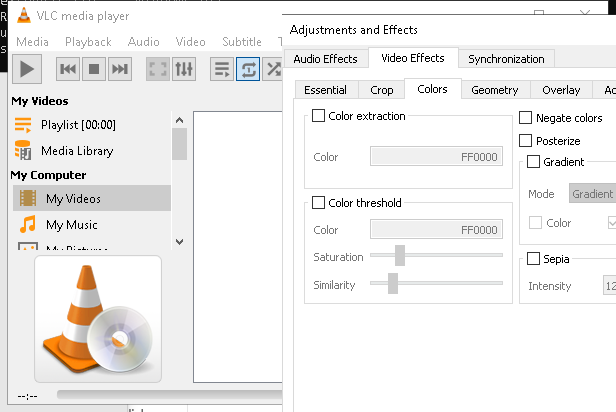 VLC media player
Media Playback Audio Video Subtitle T
My Videos
Playlist [00:00]
Media Library
My Computer
My Videos
My Music
My Pictures
--:--
Adjustments and Effects
Audio Effects Video Effects Synchronization
Essential Crop Colors Geometry Overlay
Color extraction
Color FF0000
Color threshold
Color FF0000
Saturation
Similarity
Negate colors
Posterize
Gradient
Mode Gradient
Color
Sepia
Intensity 12